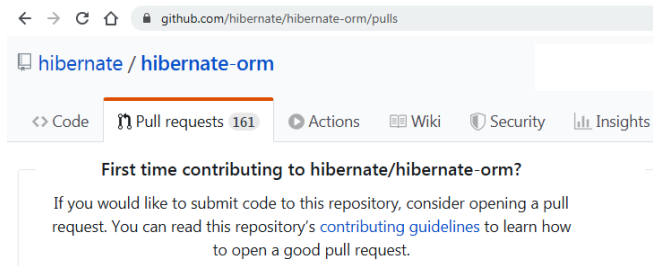 github.com/hibernate/hibernate-orm/pulls
hibernate / hibernate-orm
<> Code Pull requests 161 Actions Wiki Security Insights
First time contributing to hibernate/hibernate-orm?
If you would like to submit code to this repository, consider opening a pull
request. You can read this repository’s contributing guidelines to learn how
to open a good pull request.